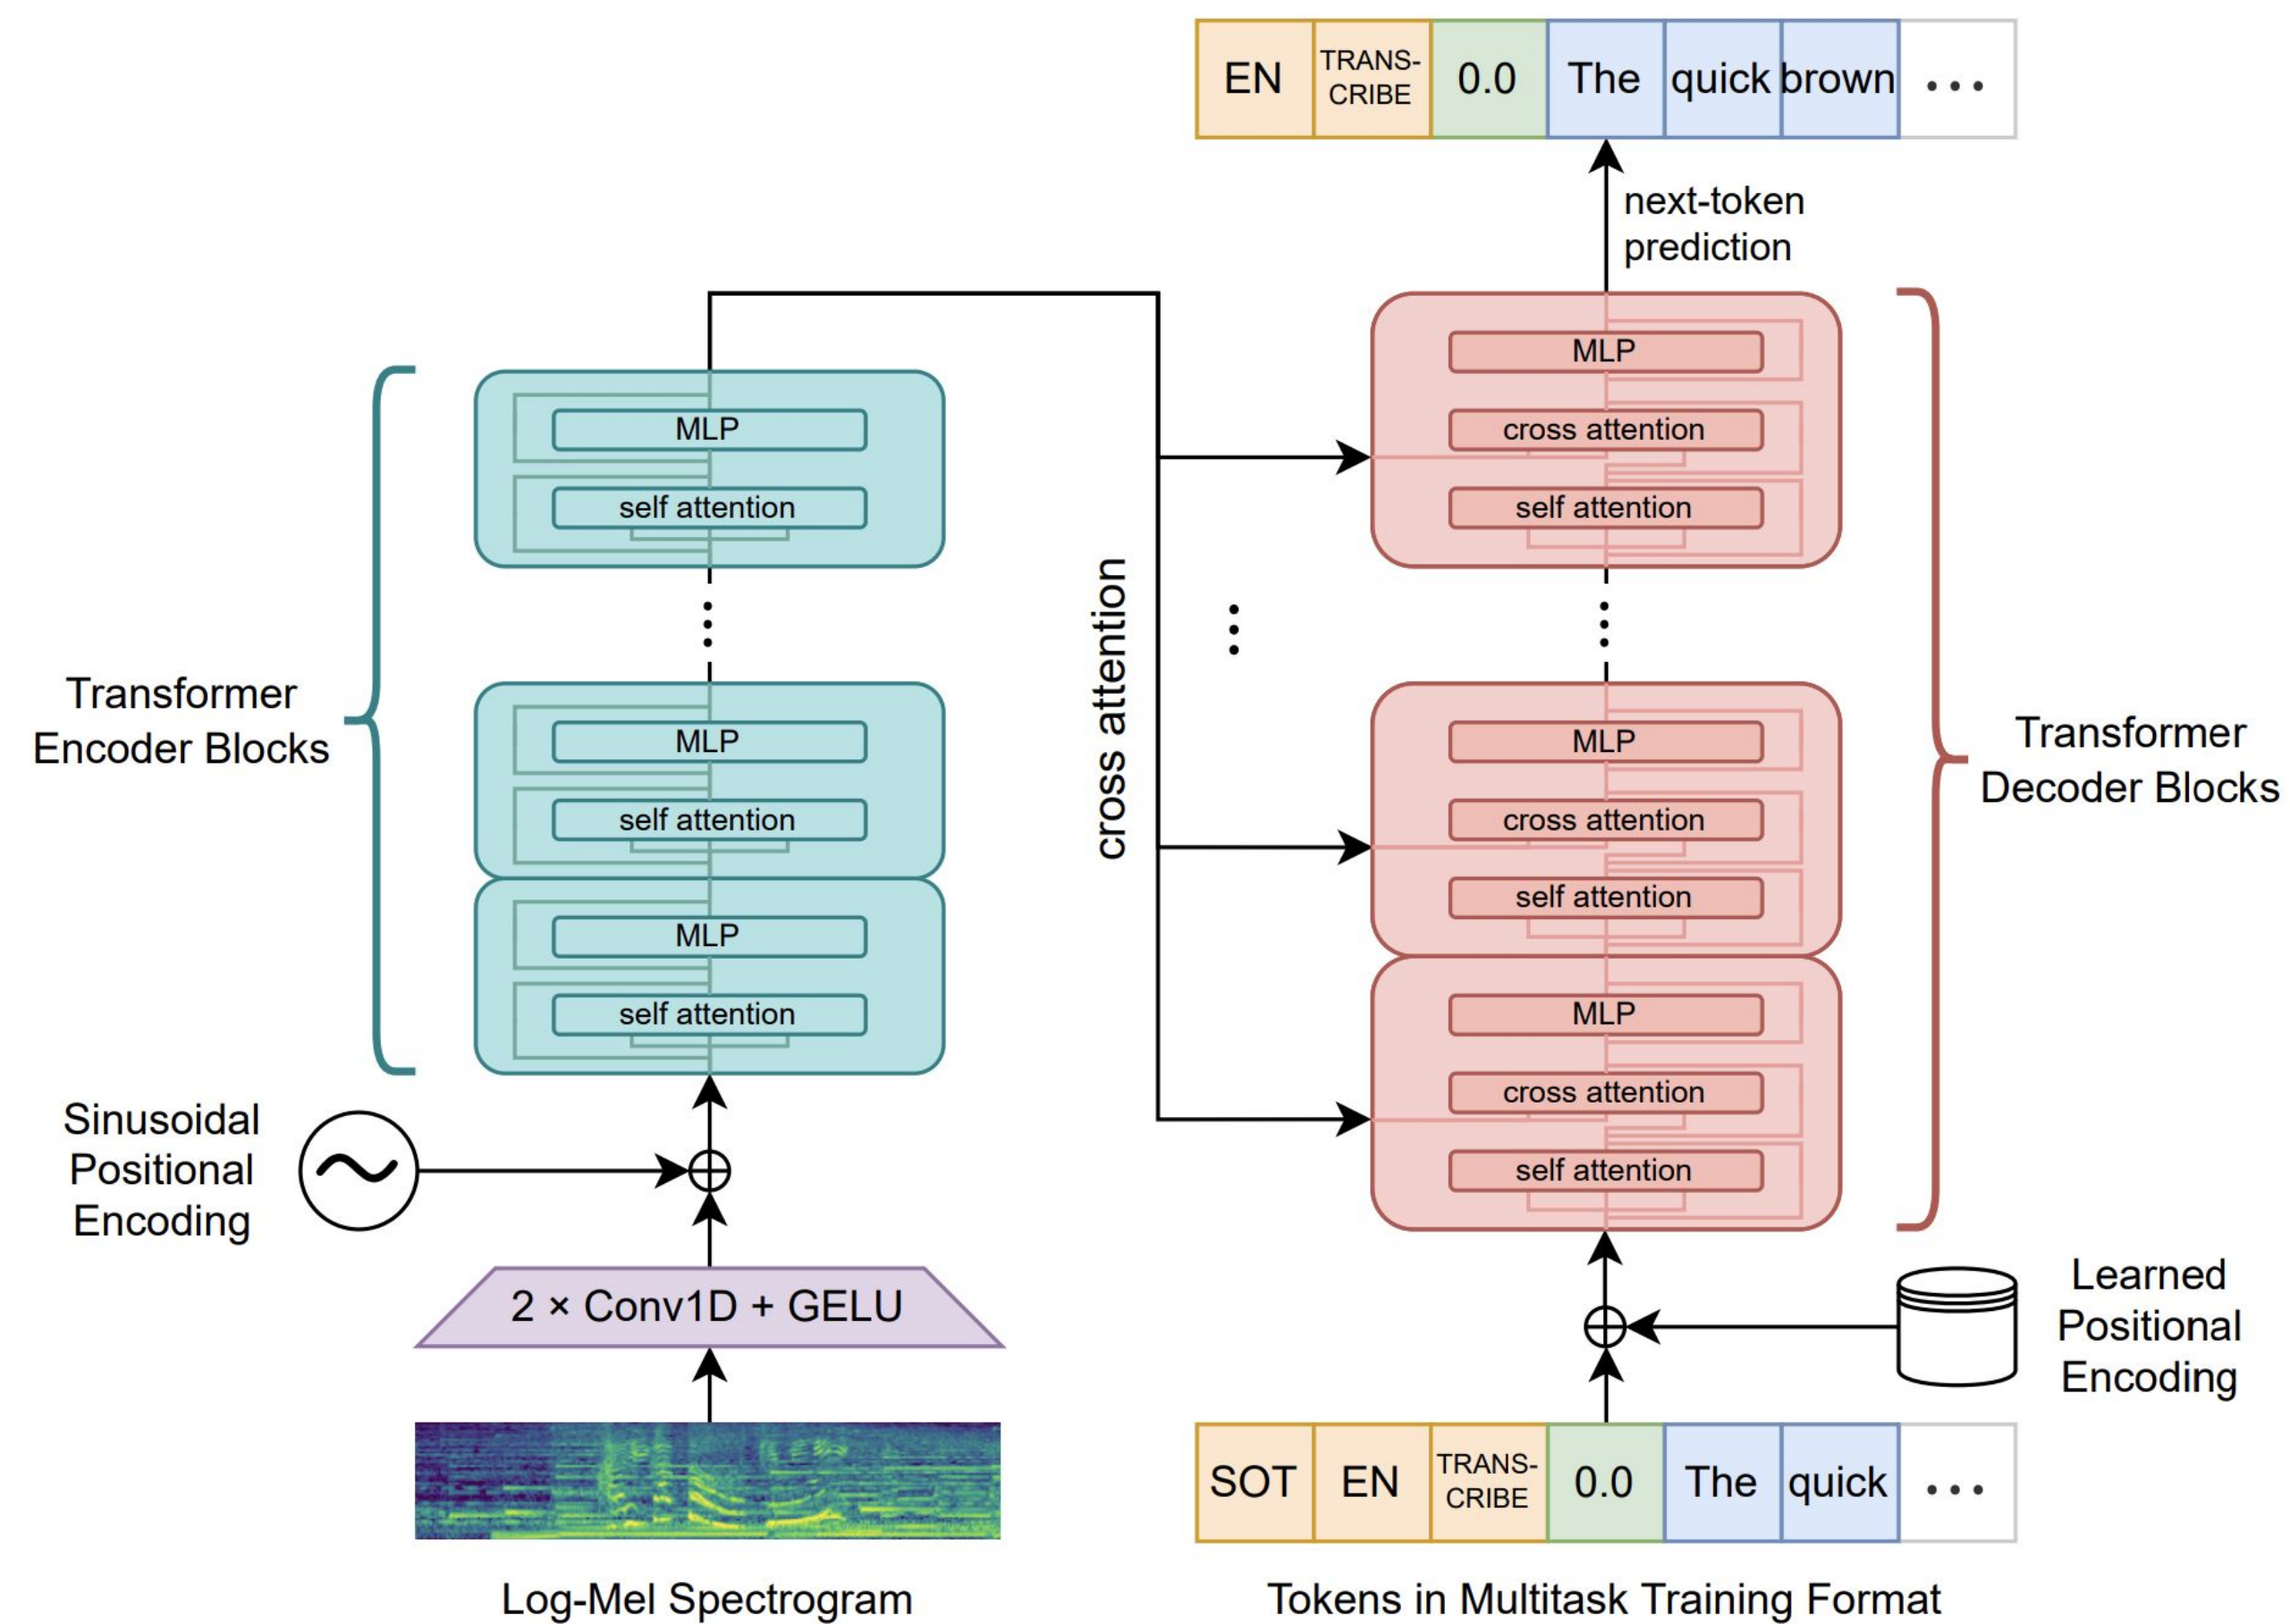 EN TRANS-CRIBE 0.0 The quick brown ...
next-token
prediction
MLP
self attention
MLP
self attention
MLP
self attention
Transformer
Encoder Blocks
cross attention
MLP
cross attention
self attention
MLP
cross attention
self attention
MLP
cross attention
self attention
Transformer
Decoder Blocks
Sinusoidal
Positional
Encoding
2 × Conv1D + GELU
Learned
Positional
Encoding
SOT EN TRANS-CRIBE 0.0 The quick ...
Log-Mel Spectrogram
Tokens in Multitask Training Format